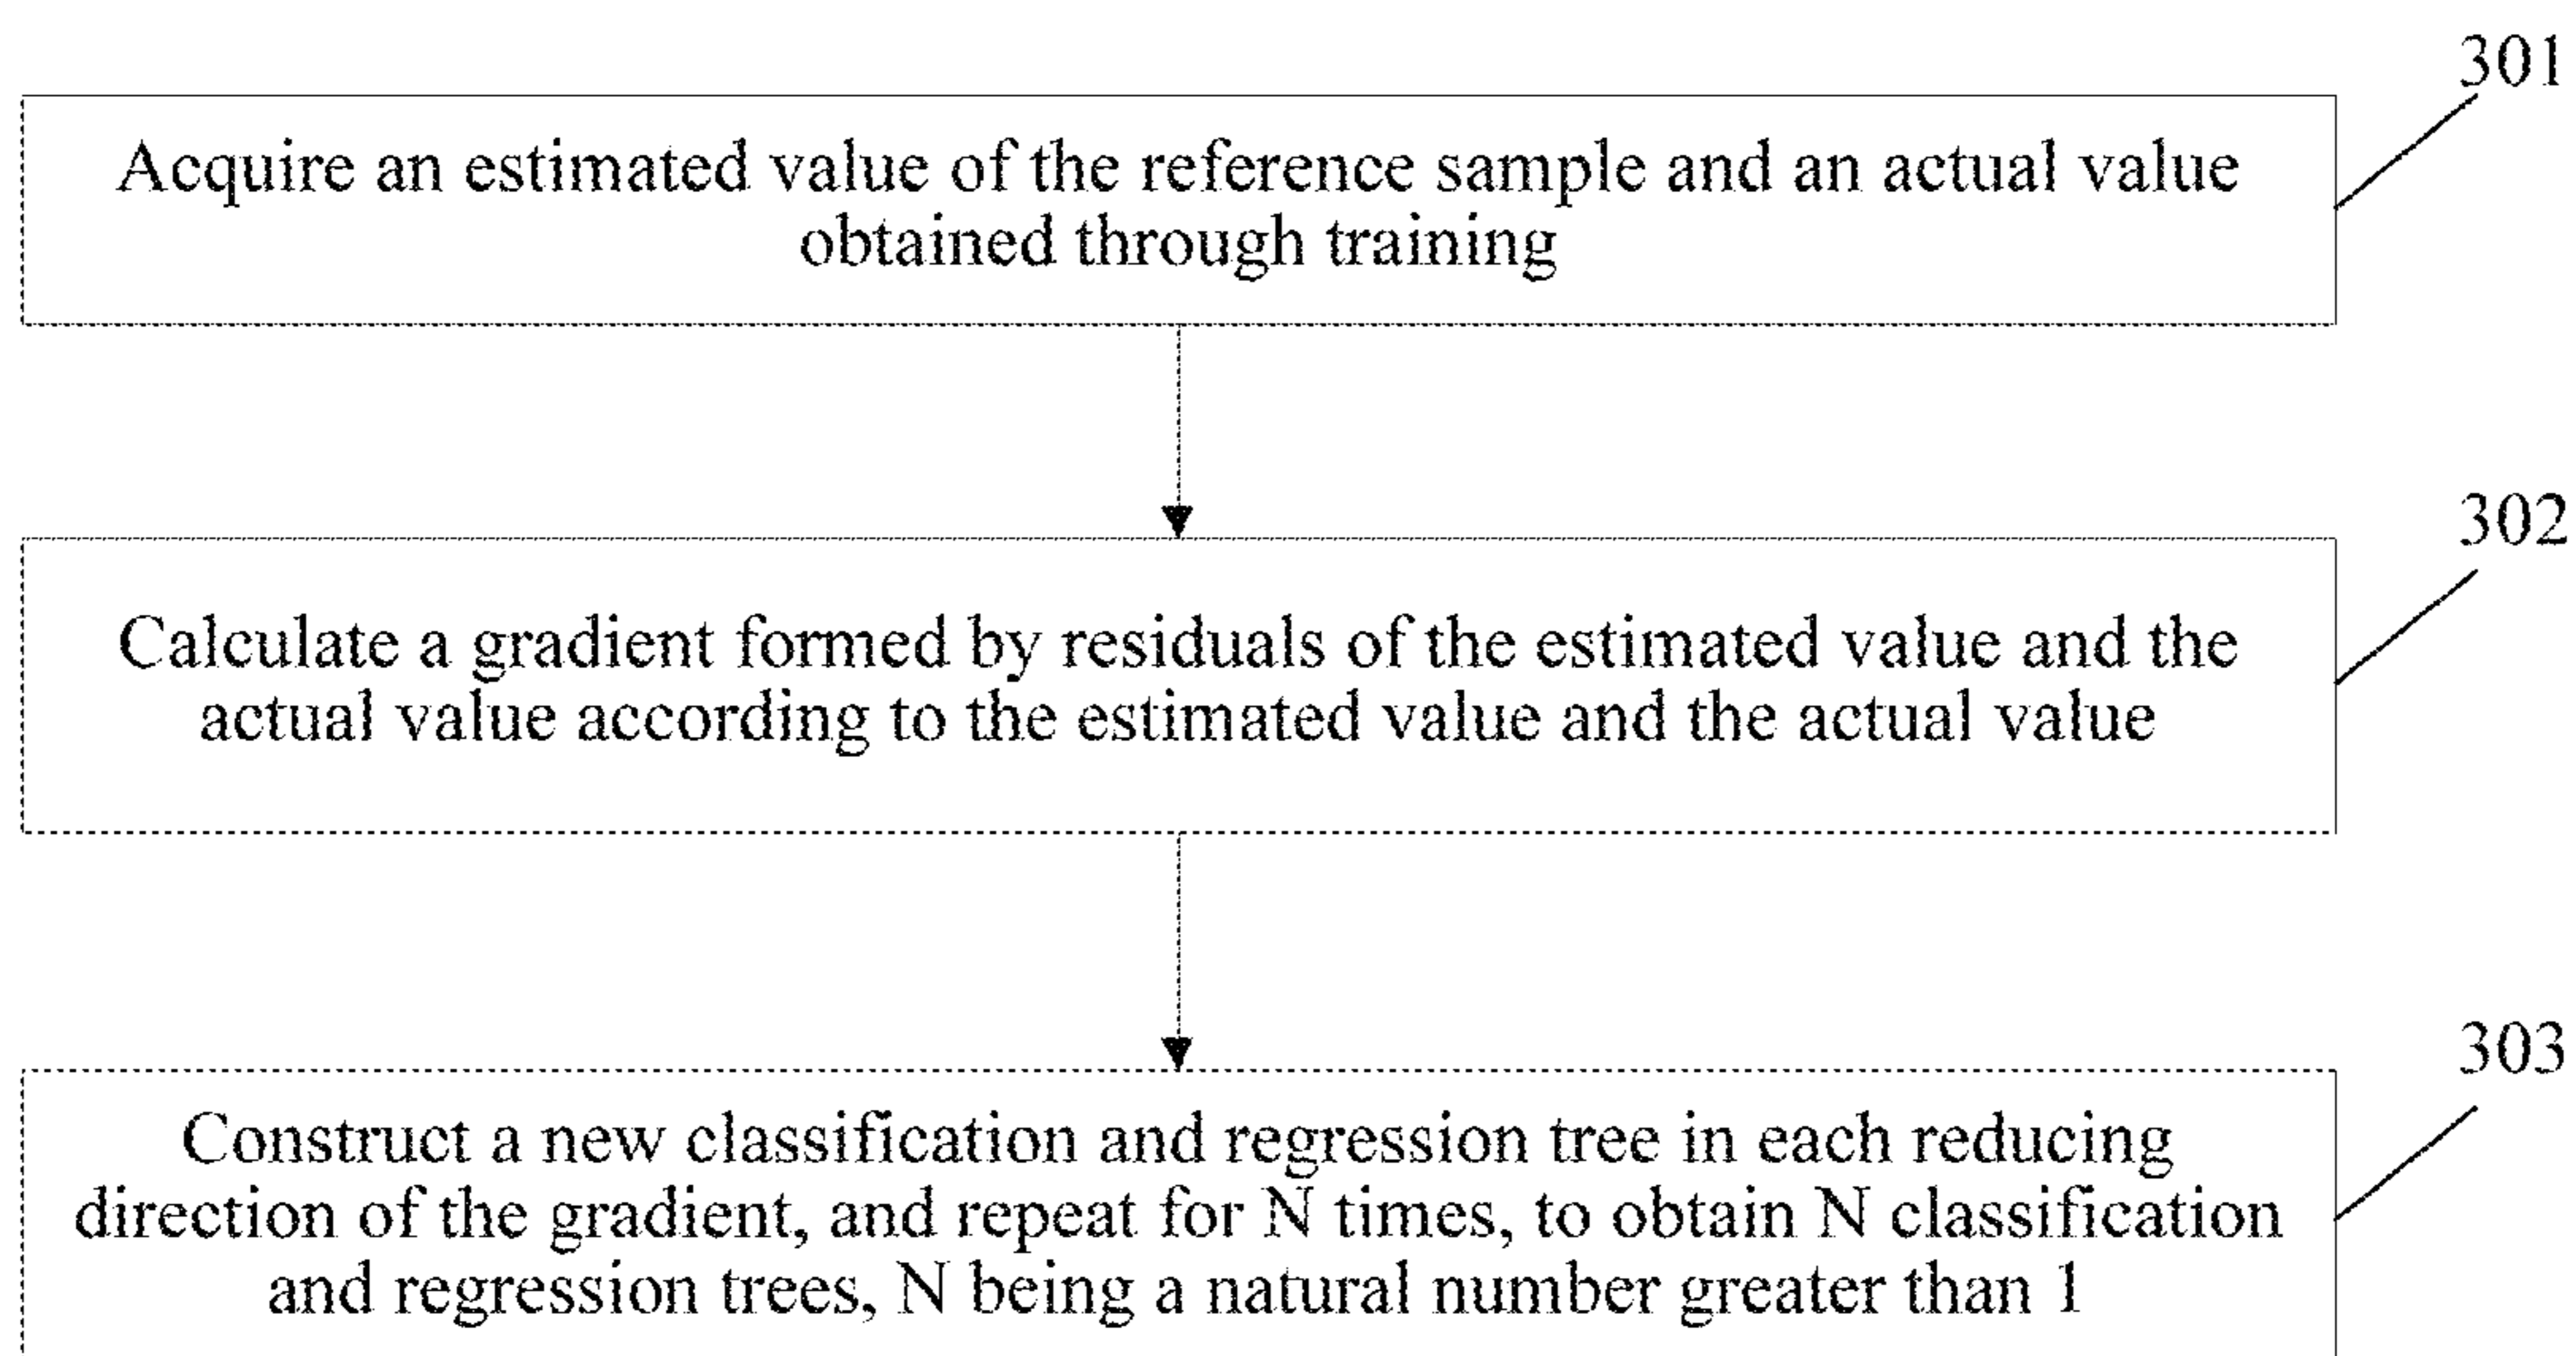 301
Acquire an estimated value of the reference sample and an actual value
obtained through training
302
Calculate a gradient formed by residuals of the estimated value and the
actual value according to the estimated value and the actual value
303
Construct a new classification and regression tree in each reducing
direction of the gradient, and repeat for N times, to obtain N classification
and regression trees, N being a natural number greater than 1